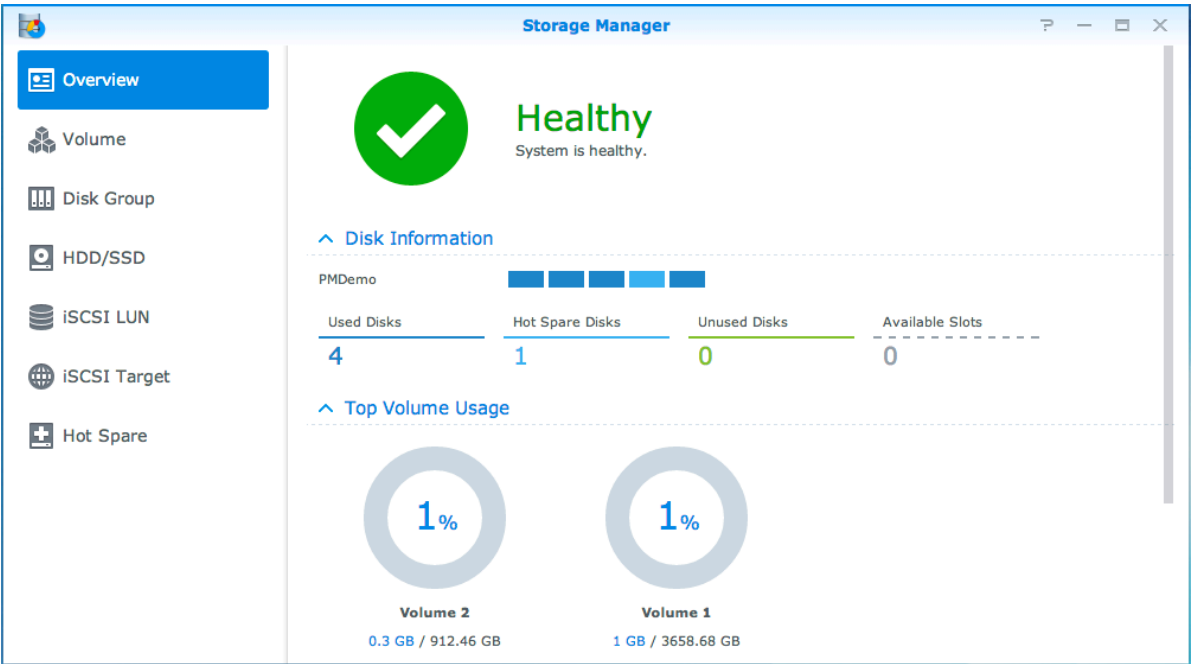 Storage Manager
Overview
Volume
Disk Group
HDD/SSD
iSCSI LUN
iSCSI Target
Hot Spare
Healthy
System is healthy.
Disk Information
PMDemo
Used Disks Hot Spare Disks Unused Disks Available Slots
4 1 0 0
Top Volume Usage
1% 1%
Volume 2 Volume 1
0.3 GB / 912.46 GB 1 GB / 3658.68 GB